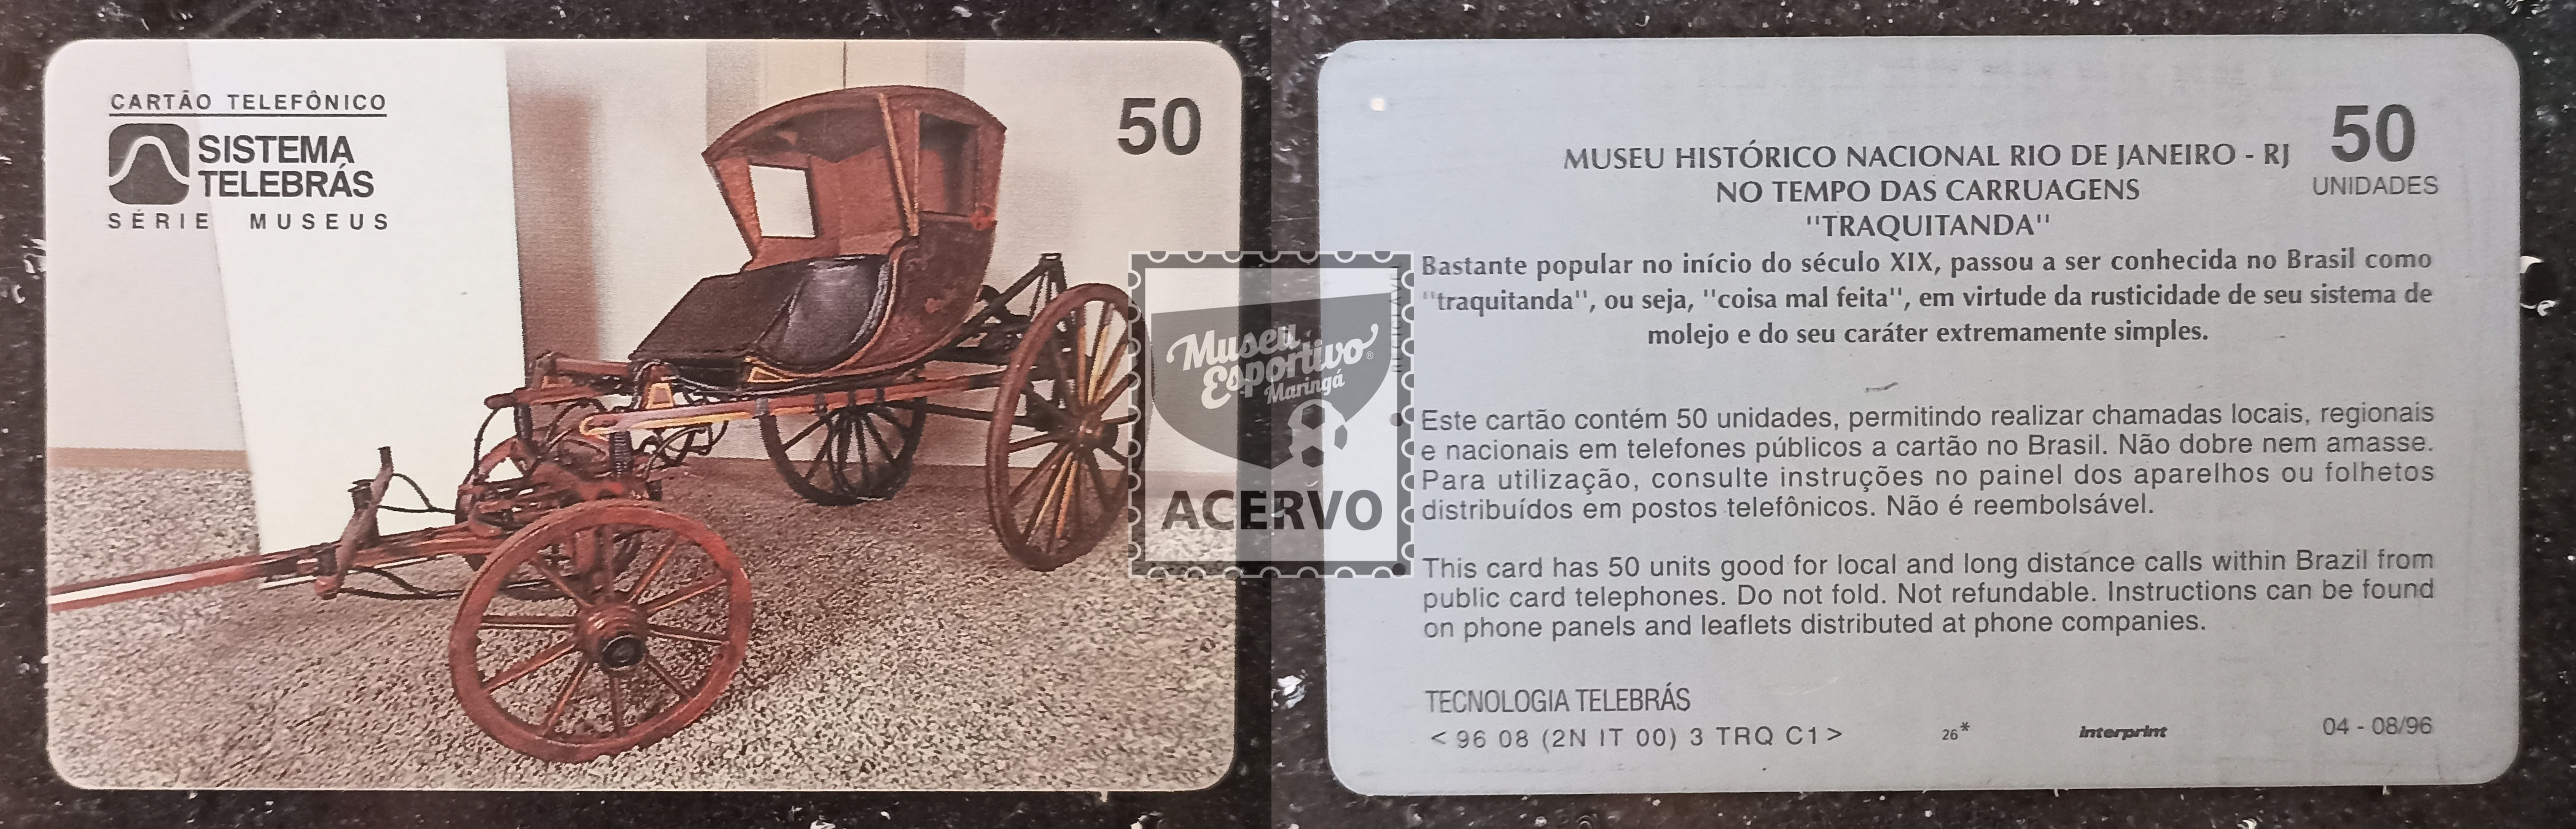 CARTÃO TELEFÔNICO
SISTEMA
TELEBRÁS
SÉRIE MUSEUS
50
Museu
Esportivo®
Maringá
ACERVO
50
UNIDADES
MUSEU HISTÓRICO NACIONAL RIO DE JANEIRO - RJ
NO TEMPO DAS CARRUAGENS
"TRAQUITANDA"
Bastante popular no início do século XIX, passou a ser conhecida no Brasil como
"traquitanda", ou seja, "coisa mal feita", em virtude da rusticidade de seu sistema de
molejo e do seu caráter extremamente simples.
Este cartão contém 50 unidades, permitindo realizar chamadas locais, regionais
e nacionais em telefones públicos a cartão no Brasil. Não dobre nem amasse.
Para utilização, consulte instruções no painel dos aparelhos ou folhetos
distribuídos em postos telefônicos. Não é reembolsável.
This card has 50 units good for local and long distance calls within Brazil from
public card telephones. Do not fold. Not refundable. Instructions can be found
on phone panels and leaflets distributed at phone companies.
TECNOLOGIA TELEBRÁS
< 96 08 (2N IT 00) 3 TRQ C1 >
26*
interprint
04 - 08/96